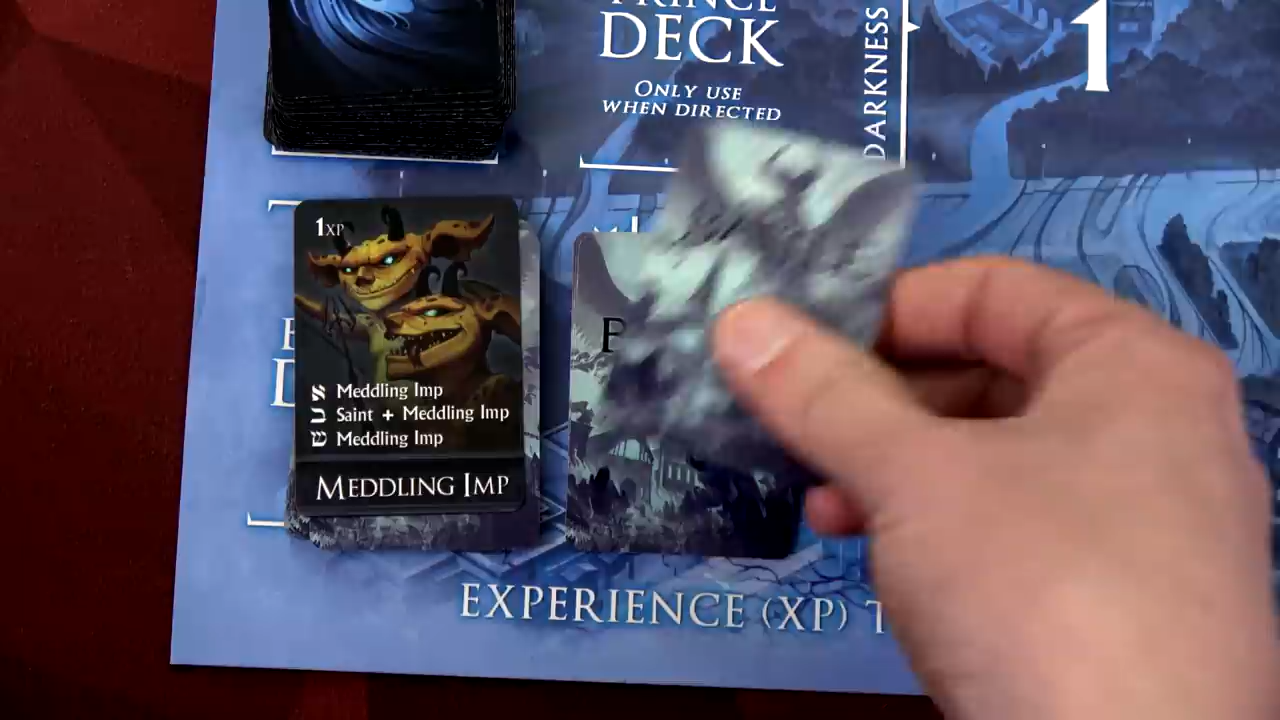 PRINCE
DECK
ONLY USE
WHEN DIRECTED
DARKNESS
1
1XP
א Meddling Imp
ב Saint + Meddling Imp
ש Meddling Imp
MEDDLING IMP
EXPERIENCE (XP)